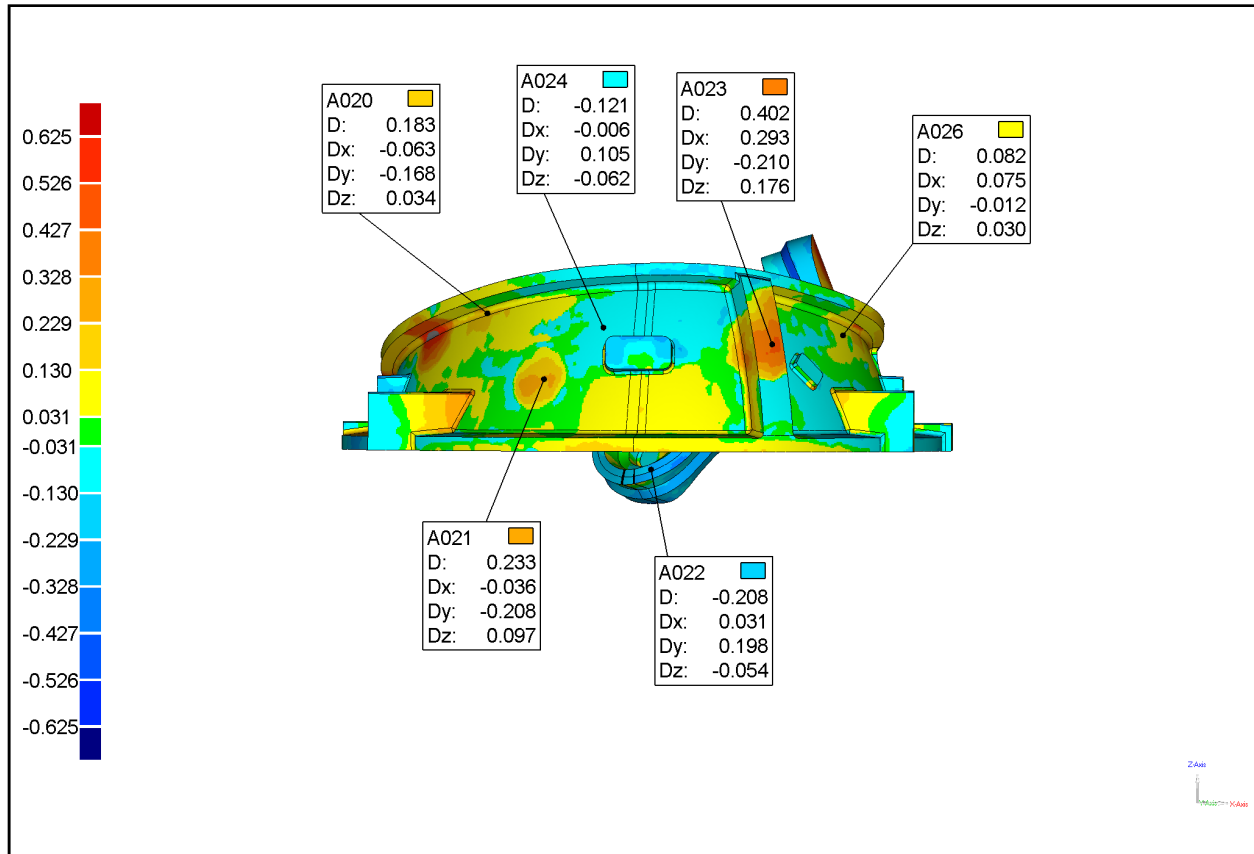 0.625
0.526
0.427
0.328
0.229
0.130
0.031
-0.031
-0.130
-0.229
-0.328
-0.427
-0.526
-0.625
A020
D: 0.183
Dx: -0.063
Dy: -0.168
Dz: 0.034
A024
D: -0.121
Dx: -0.006
Dy: 0.105
Dz: -0.062
A023
D: 0.402
Dx: 0.293
Dy: -0.210
Dz: 0.176
A026
D: 0.082
Dx: 0.075
Dy: -0.012
Dz: 0.030
A021
D: 0.233
Dx: -0.036
Dy: -0.208
Dz: 0.097
A022
D: -0.208
Dx: 0.031
Dy: 0.198
Dz: -0.054
Z-Axis
X-Axis